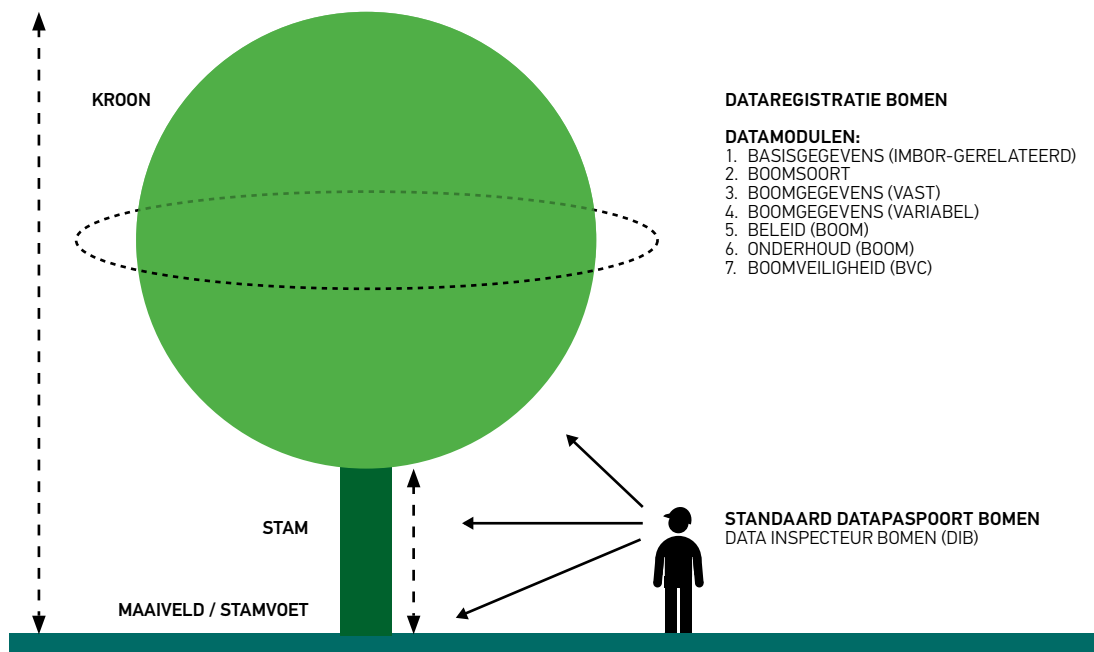 KROON
DATAREGISTRATIE BOMEN
DATAMODULEN:
1. BASISGEGEVENS (IMBOR-GERELATEERD)
2. BOOMSOORT
3. BOOMGEGEVENS (VAST)
4. BOOMGEGEVENS (VARIABEL)
5. BELEID (BOOM)
6. ONDERHOUD (BOOM)
7. BOOMVEILIGHEID (BVC)
STAM
STANDAARD DATAPASPOORT BOMEN
DATA INSPECTEUR BOMEN (DIB)
MAAIVELD / STAMVOET